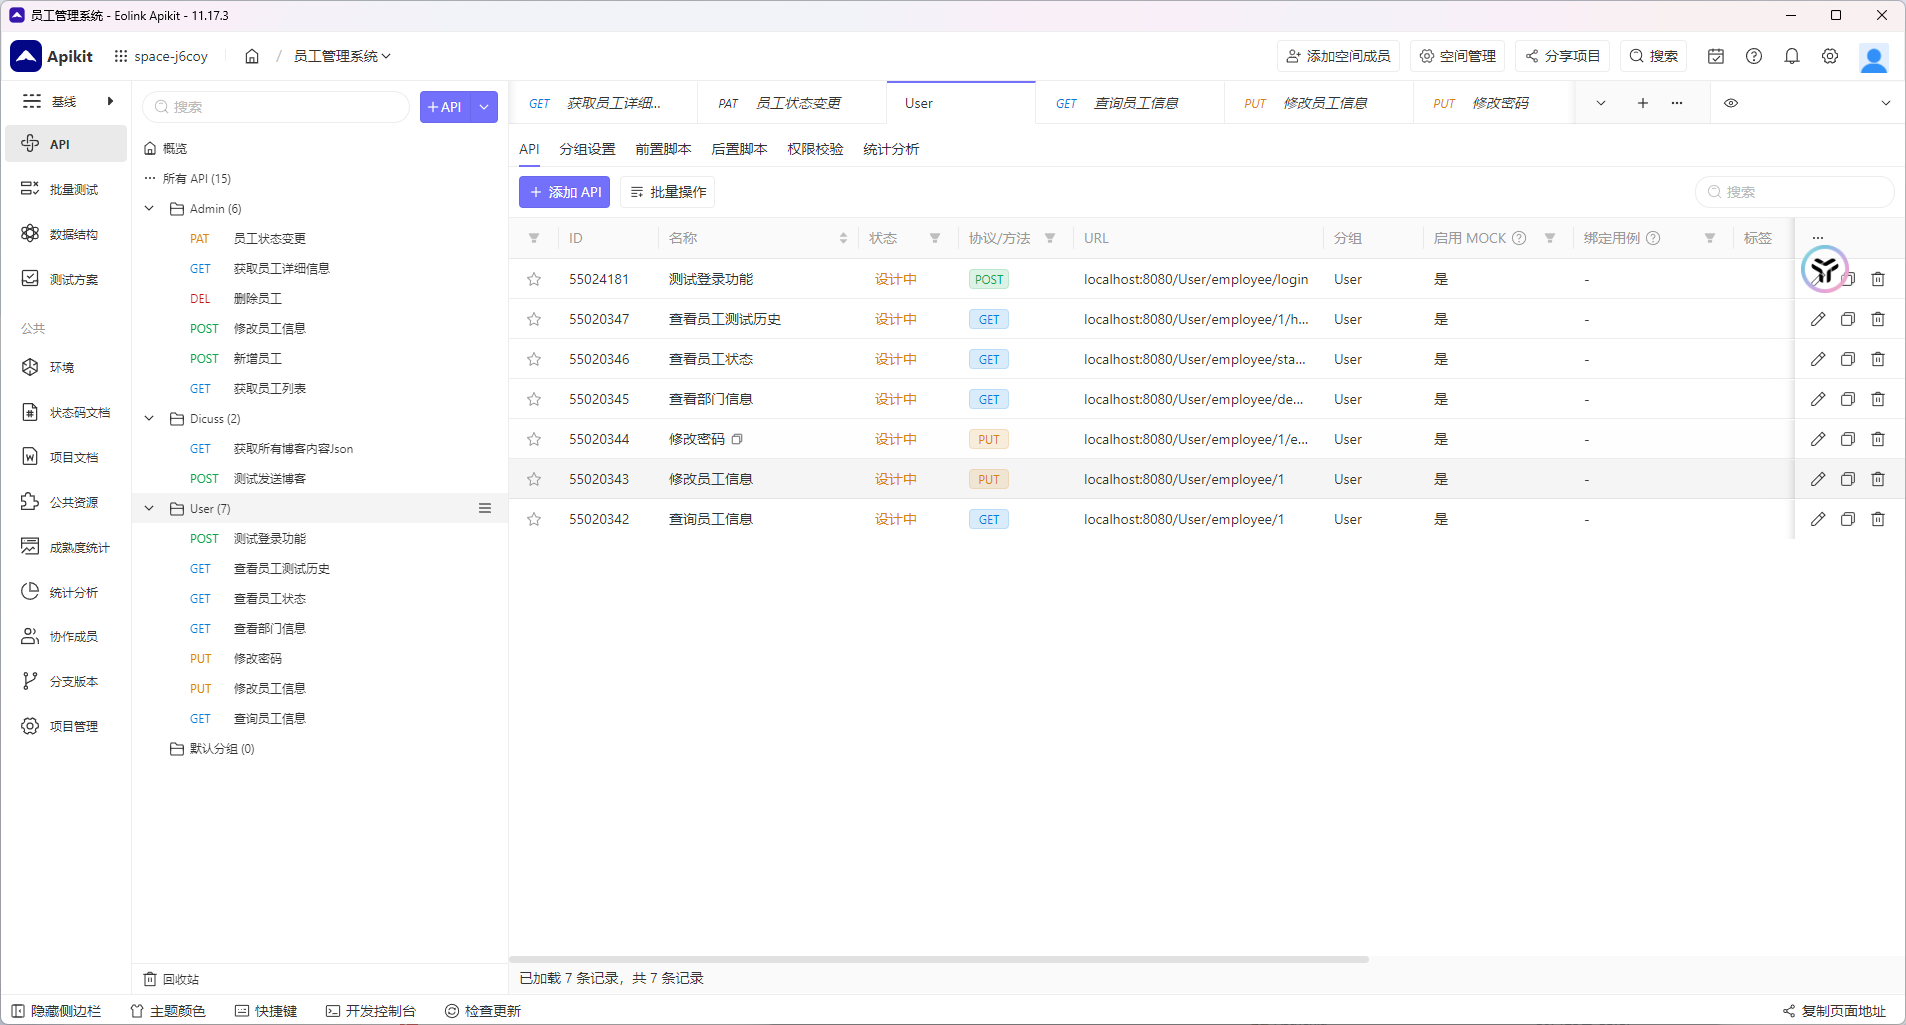 员工管理系统 - Eolink Apikit - 11.17.3
Apikit
space-j6coy
/
员工管理系统
添加空间成员
空间管理
分享项目
搜索
基线
API
批量测试
数据结构
测试方案
公共
环境
状态码文档
项目文档
公共资源
成熟度统计
统计分析
协作成员
分支版本
项目管理
搜索
+ API
概览
所有 API (15)
Admin (6)
PAT 员工状态变更
GET 获取员工详细信息
DEL 删除员工
POST 修改员工信息
POST 新增员工
GET 获取员工列表
Dicuss (2)
GET 获取所有博客内容Json
POST 测试发送博客
User (7)
POST 测试登录功能
GET 查看员工测试历史
GET 查看员工状态
GET 查看部门信息
PUT 修改密码
PUT 修改员工信息
GET 查询员工信息
默认分组 (0)
回收站
GET 获取员工详细...
PAT 员工状态变更
User
GET 查询员工信息
PUT 修改员工信息
PUT 修改密码
API 分组设置 前置脚本 后置脚本 权限校验 统计分析
+ 添加 API 批量操作 搜索
ID 名称 状态 协议/方法 URL 分组 启用 MOCK 绑定用例 标签 ...
55024181 测试登录功能 设计中 POST localhost:8080/User/employee/login User 是 -
55020347 查看员工测试历史 设计中 GET localhost:8080/User/employee/1/h... User 是 -
55020346 查看员工状态 设计中 GET localhost:8080/User/employee/sta... User 是 -
55020345 查看部门信息 设计中 GET localhost:8080/User/employee/de... User 是 -
55020344 修改密码 设计中 PUT localhost:8080/User/employee/1/e... User 是 -
55020343 修改员工信息 设计中 PUT localhost:8080/User/employee/1 User 是 -
55020342 查询员工信息 设计中 GET localhost:8080/User/employee/1 User 是 -
已加载 7 条记录，共 7 条记录
隐藏侧边栏 主题颜色 快捷键 开发控制台 检查更新 复制页面地址